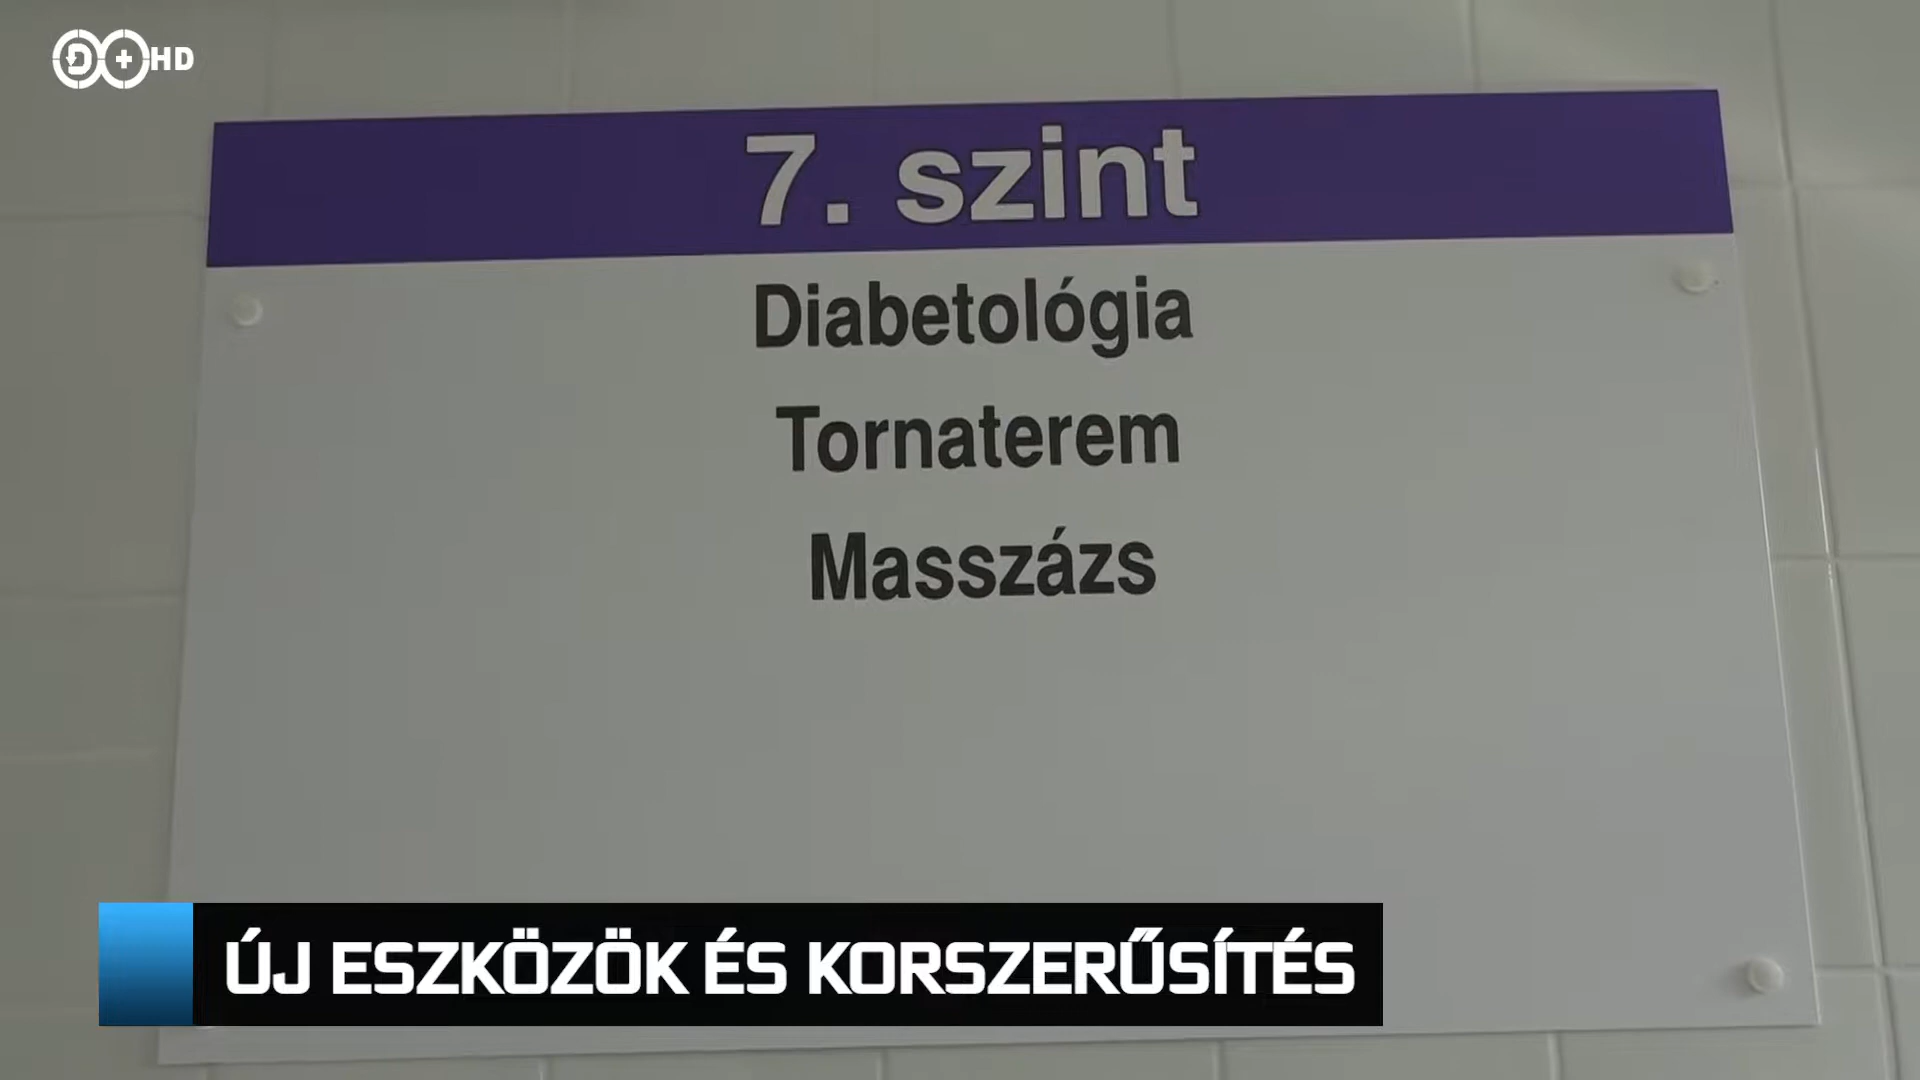 D+HD
7. szint
Diabetológia
Tornaterem
Masszázs
ÚJ ESZKÖZÖK ÉS KORSZERŰSÍTÉS